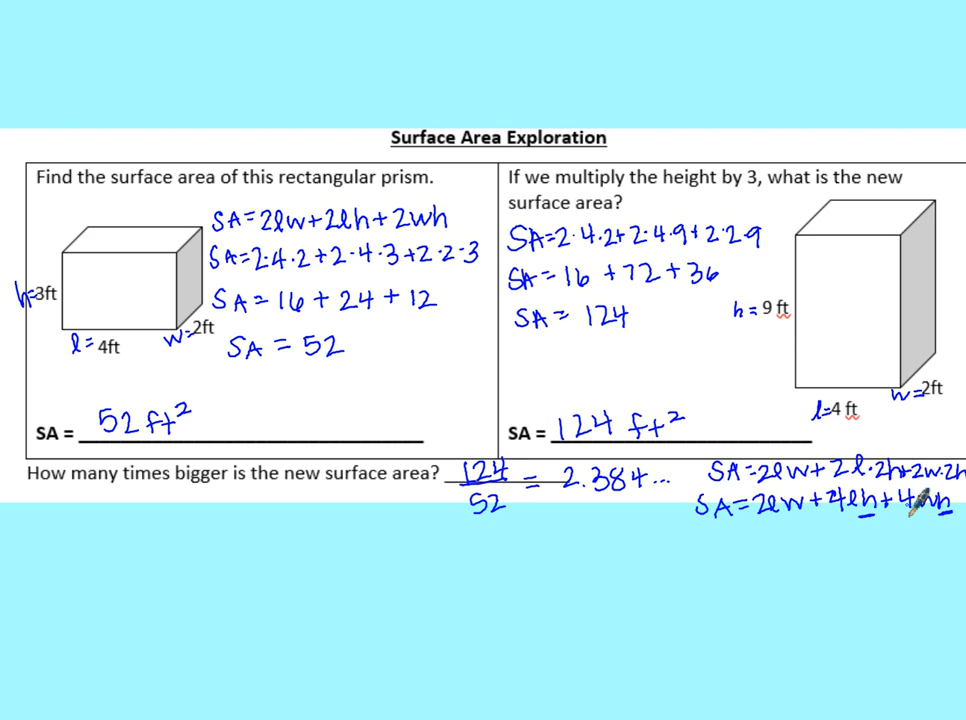 Surface Area Exploration
Find the surface area of this rectangular prism.
SA=2lw+2lh+2wh
SA=2·4·2+2·4·3+2·2·3
h=3ft
SA=16+24+12
w=2ft
l=4ft
SA=52
SA = 52 ft²
If we multiply the height by 3, what is the new
surface area?
SA=2·4·2+2·4·9+2·2·9
SA=16+72+36
SA=124
h=9 ft
w=2ft
l=4 ft
SA = 124 ft²
How many times bigger is the new surface area? 124/52 = 2.384...
SA=2lw+2l·2h+2w·2h
SA=2lw+4lh+4wh